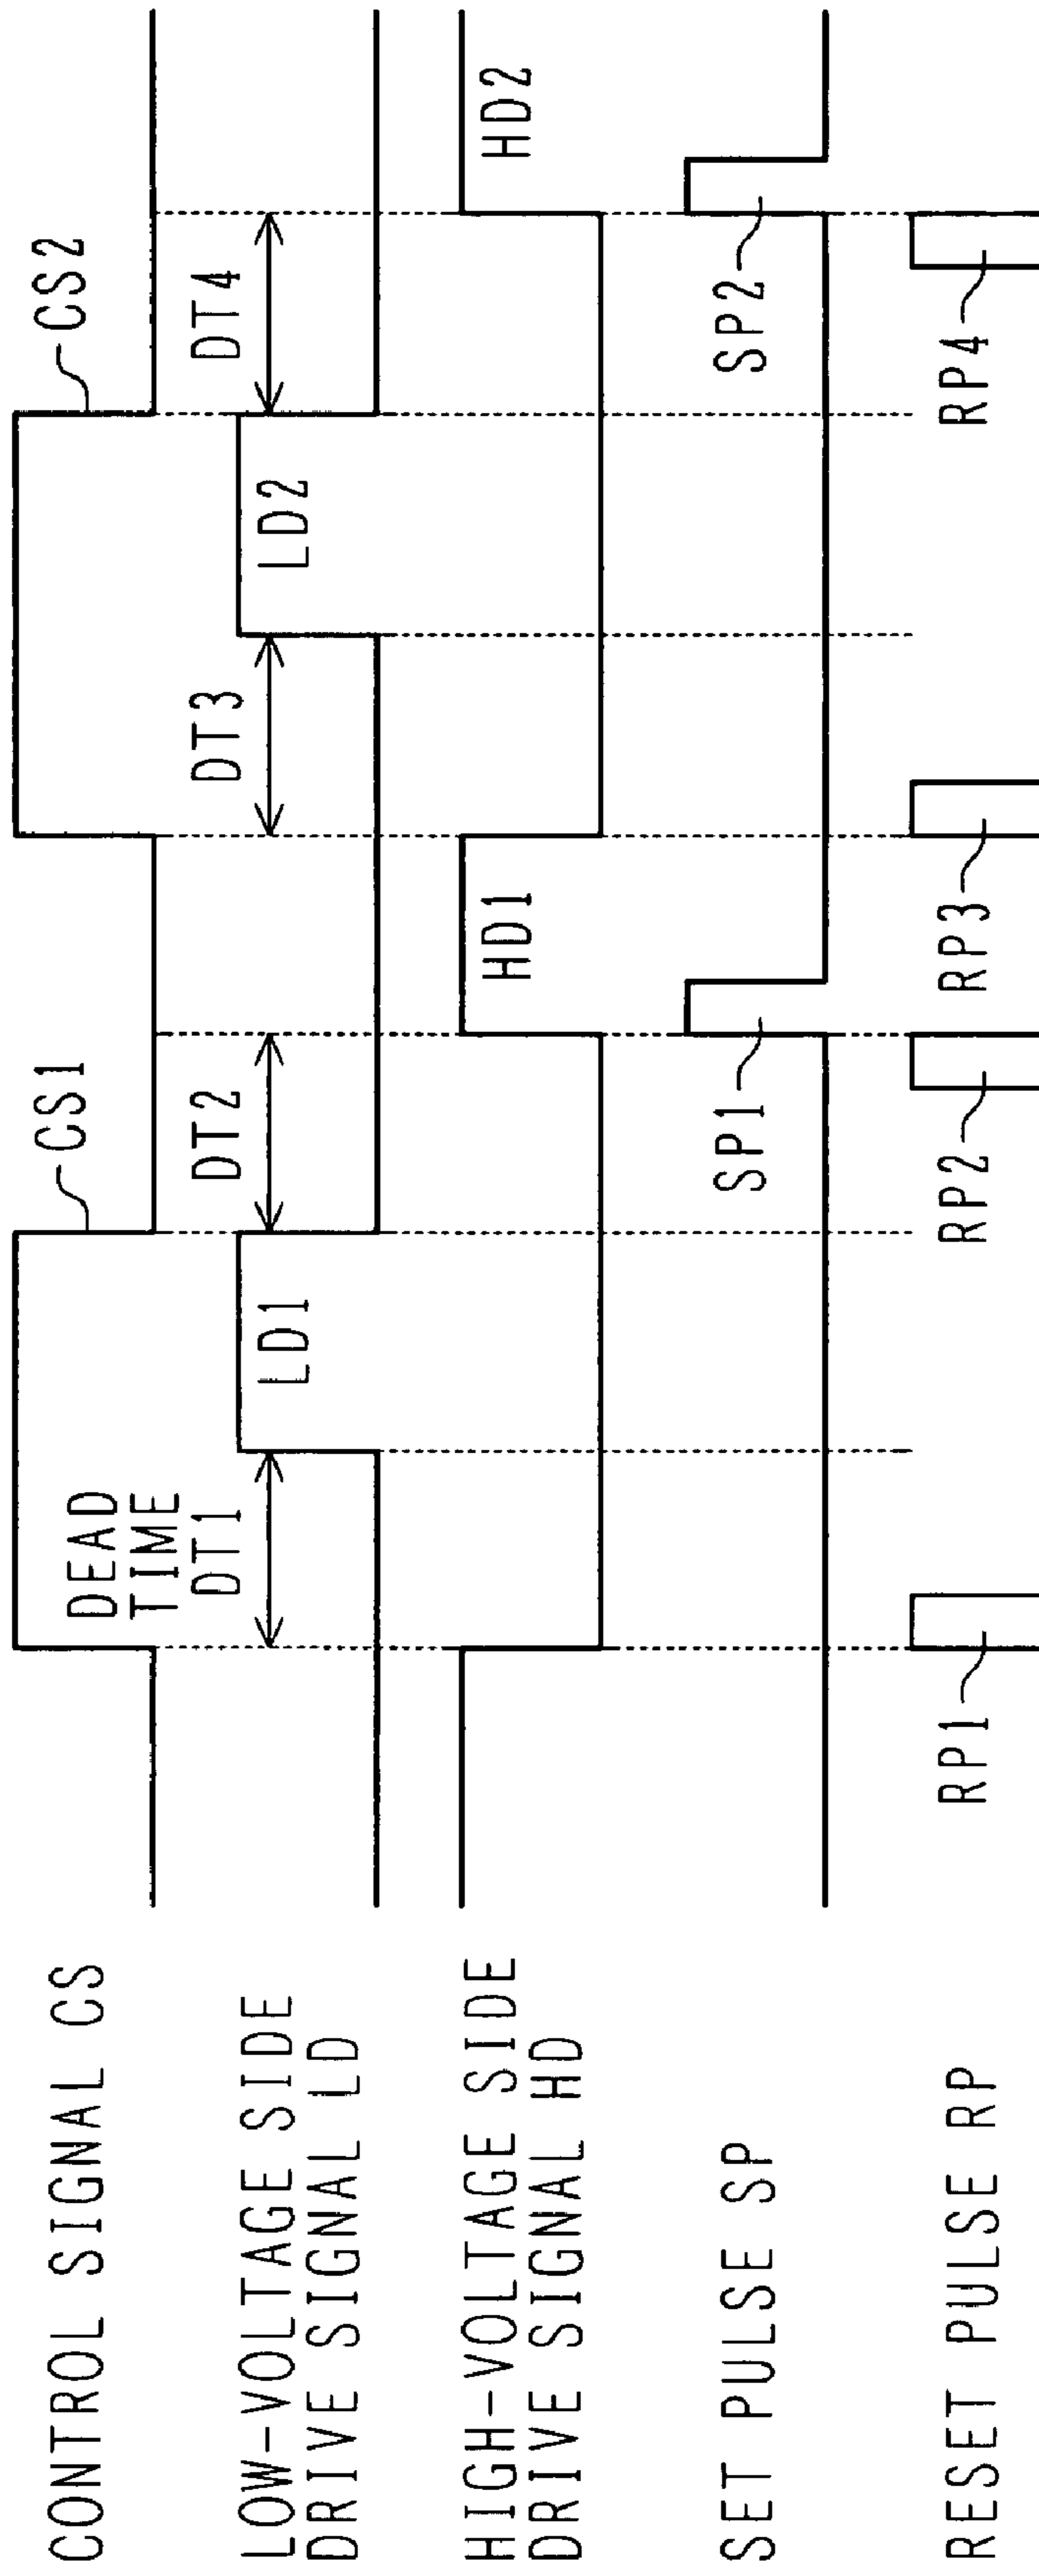 CONTROL SIGNAL CS
CS1
CS2
LOW-VOLTAGE SIDE
DRIVE SIGNAL LD
DEAD
TIME
DT1
LD1
DT2
DT3
LD2
DT4
HIGH-VOLTAGE SIDE
DRIVE SIGNAL HD
HD1
HD2
SET PULSE SP
SP1
SP2
RESET PULSE RP
RP1
RP2
RP3
RP4